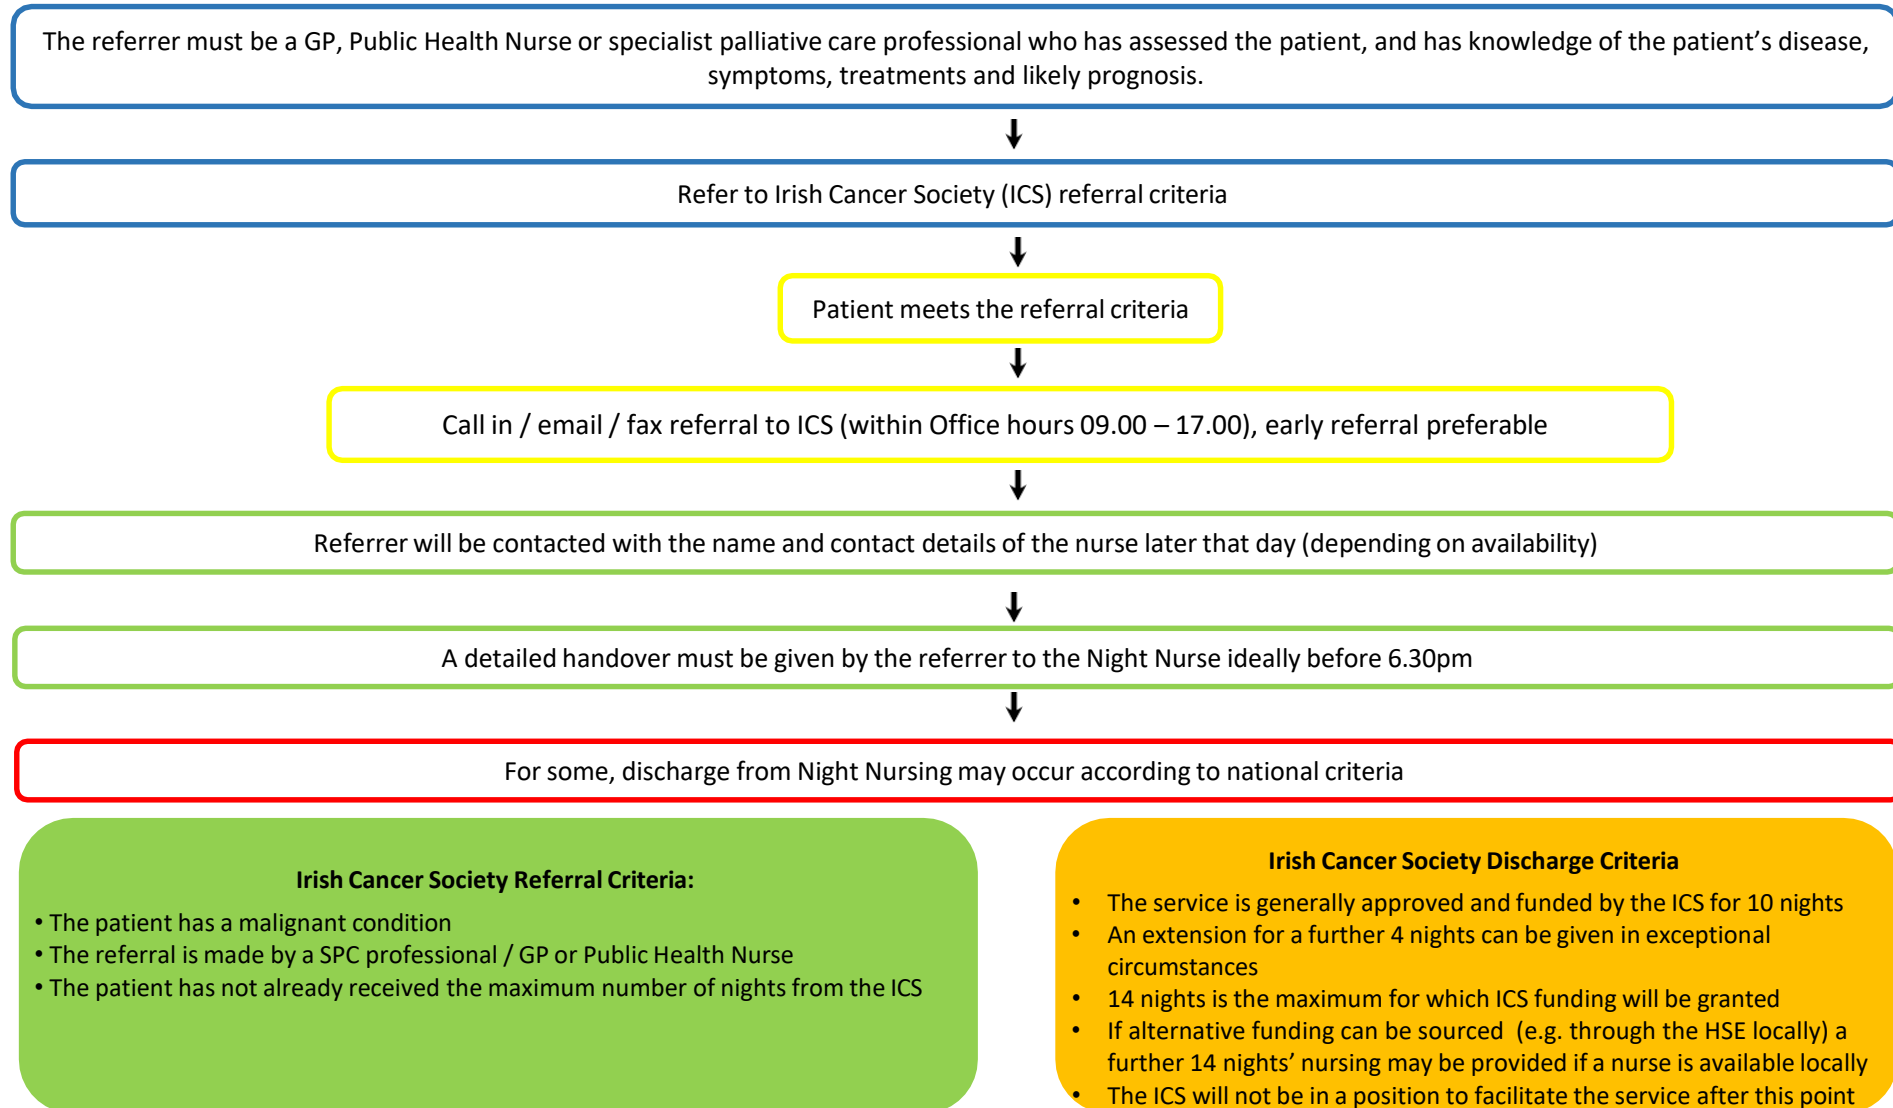 The referrer must be a GP, Public Health Nurse or specialist palliative care professional who has assessed the patient, and has knowledge of the patient’s disease,
symptoms, treatments and likely prognosis.
Refer to Irish Cancer Society (ICS) referral criteria
Patient meets the referral criteria
Call in / email / fax referral to ICS (within Office hours 09.00 – 17.00), early referral preferable
Referrer will be contacted with the name and contact details of the nurse later that day (depending on availability)
A detailed handover must be given by the referrer to the Night Nurse ideally before 6.30pm
For some, discharge from Night Nursing may occur according to national criteria
Irish Cancer Society Referral Criteria:
• The patient has a malignant condition
• The referral is made by a SPC professional / GP or Public Health Nurse
• The patient has not already received the maximum number of nights from the ICS
Irish Cancer Society Discharge Criteria
• The service is generally approved and funded by the ICS for 10 nights
• An extension for a further 4 nights can be given in exceptional
circumstances
• 14 nights is the maximum for which ICS funding will be granted
• If alternative funding can be sourced (e.g. through the HSE locally) a
further 14 nights’ nursing may be provided if a nurse is available locally
• The ICS will not be in a position to facilitate the service after this point